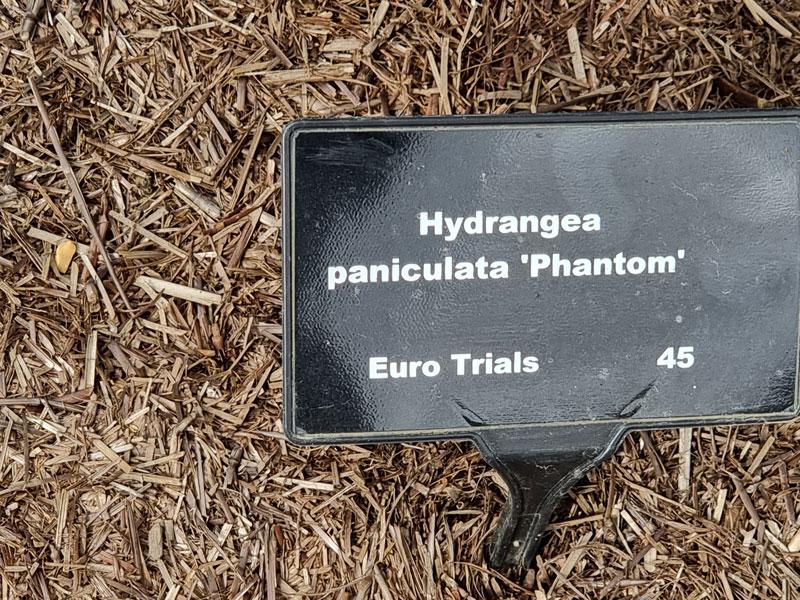 Hydrangea
paniculata 'Phantom'
Euro Trials 45